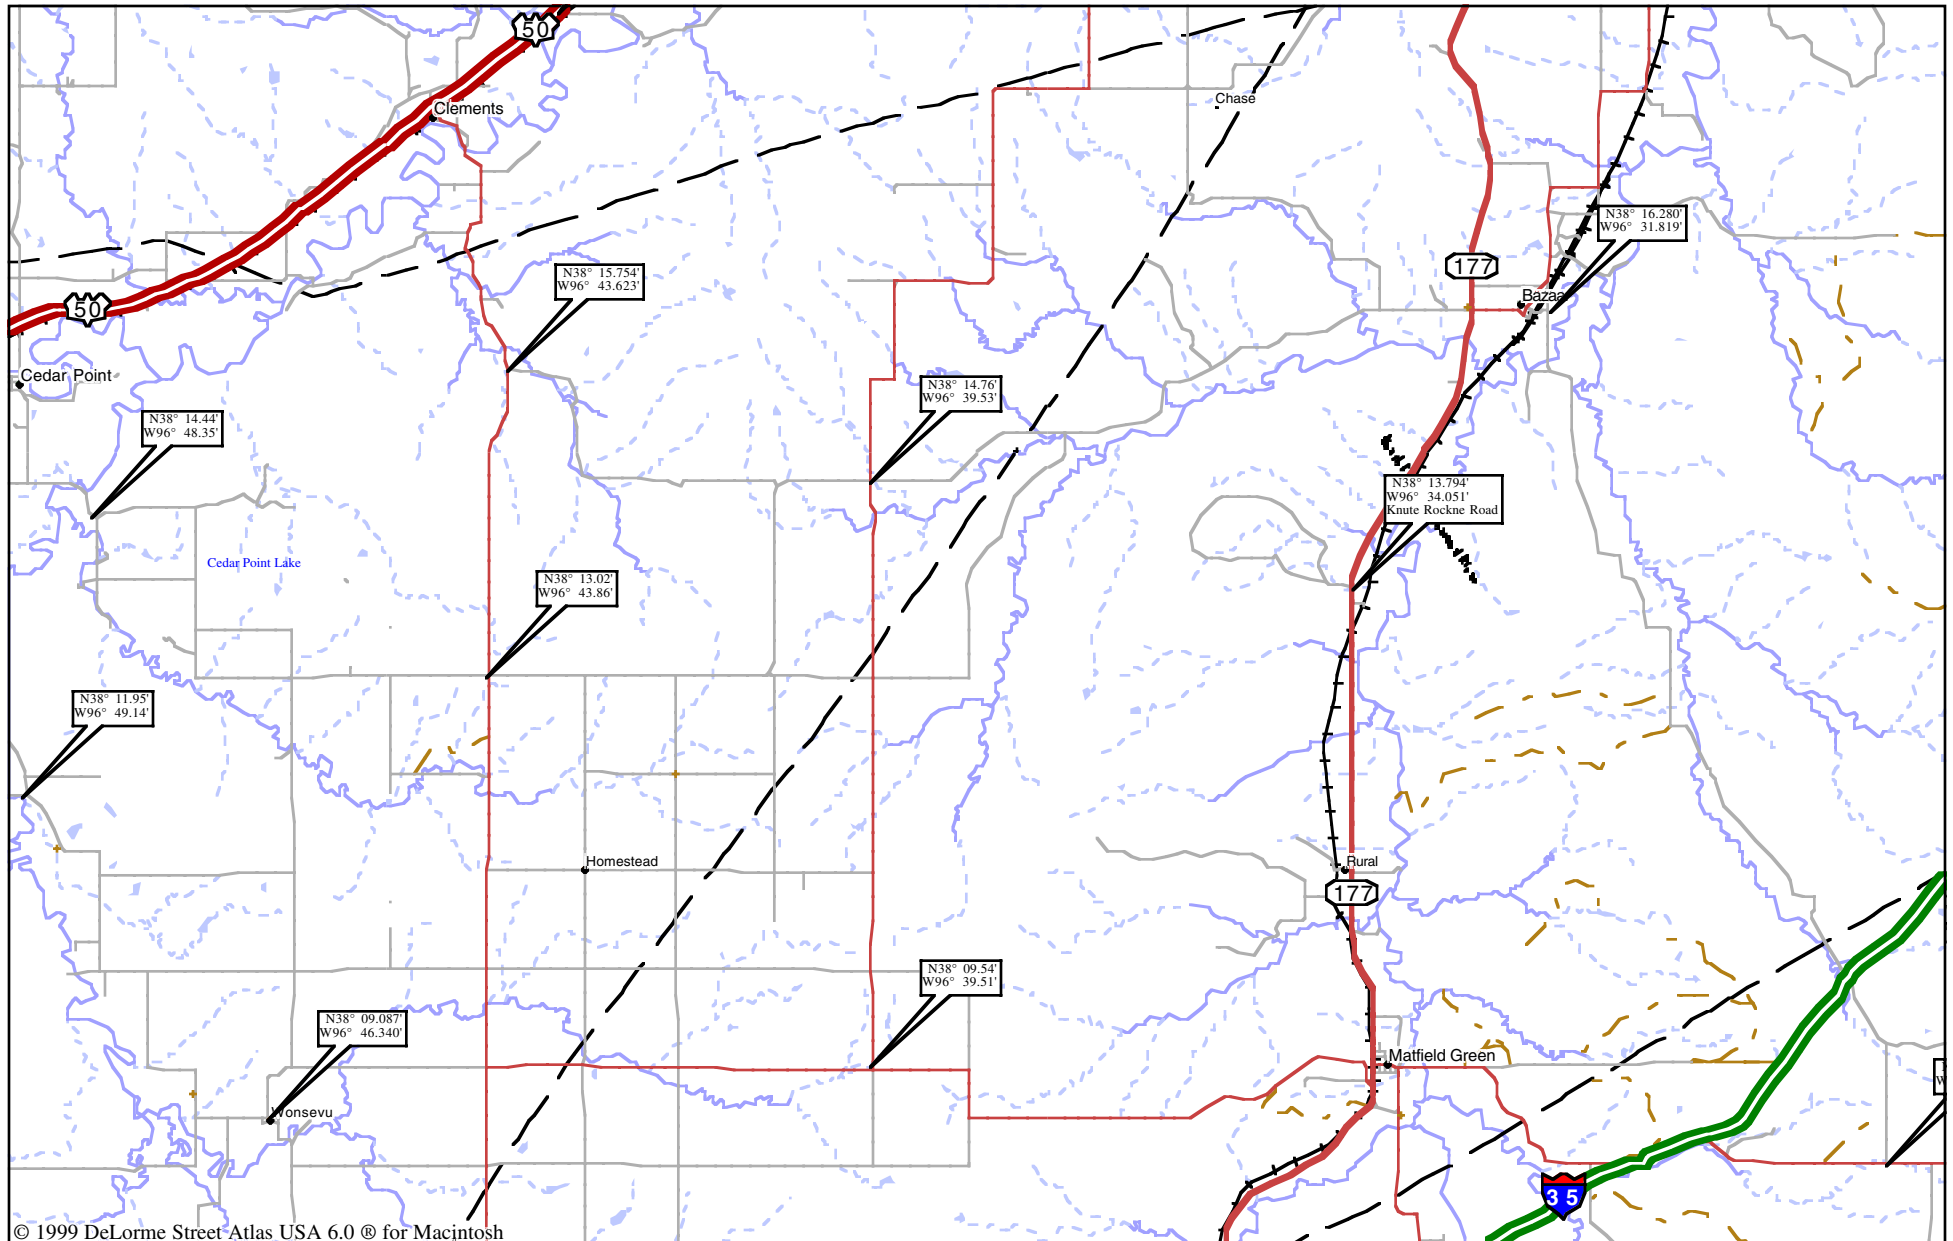 50
Clements
Chase
N38° 16.280'
W96° 31.819'
177
N38° 15.754'
W96° 43.623'
50
Cedar Point
N38° 14.76'
W96° 39.53'
N38° 14.44'
W96° 48.35'
N38° 13.794'
W96° 34.051'
Knute Rockne Road
Cedar Point Lake
N38° 13.02'
W96° 43.86'
N38° 11.95'
W96° 49.14'
Homestead
Rural
177
N38° 09.54'
W96° 39.51'
N38° 09.087'
W96° 46.340'
Matfield Green
Wonsevu
35
© 1999 DeLorme Street Atlas USA 6.0 ® for Macintosh